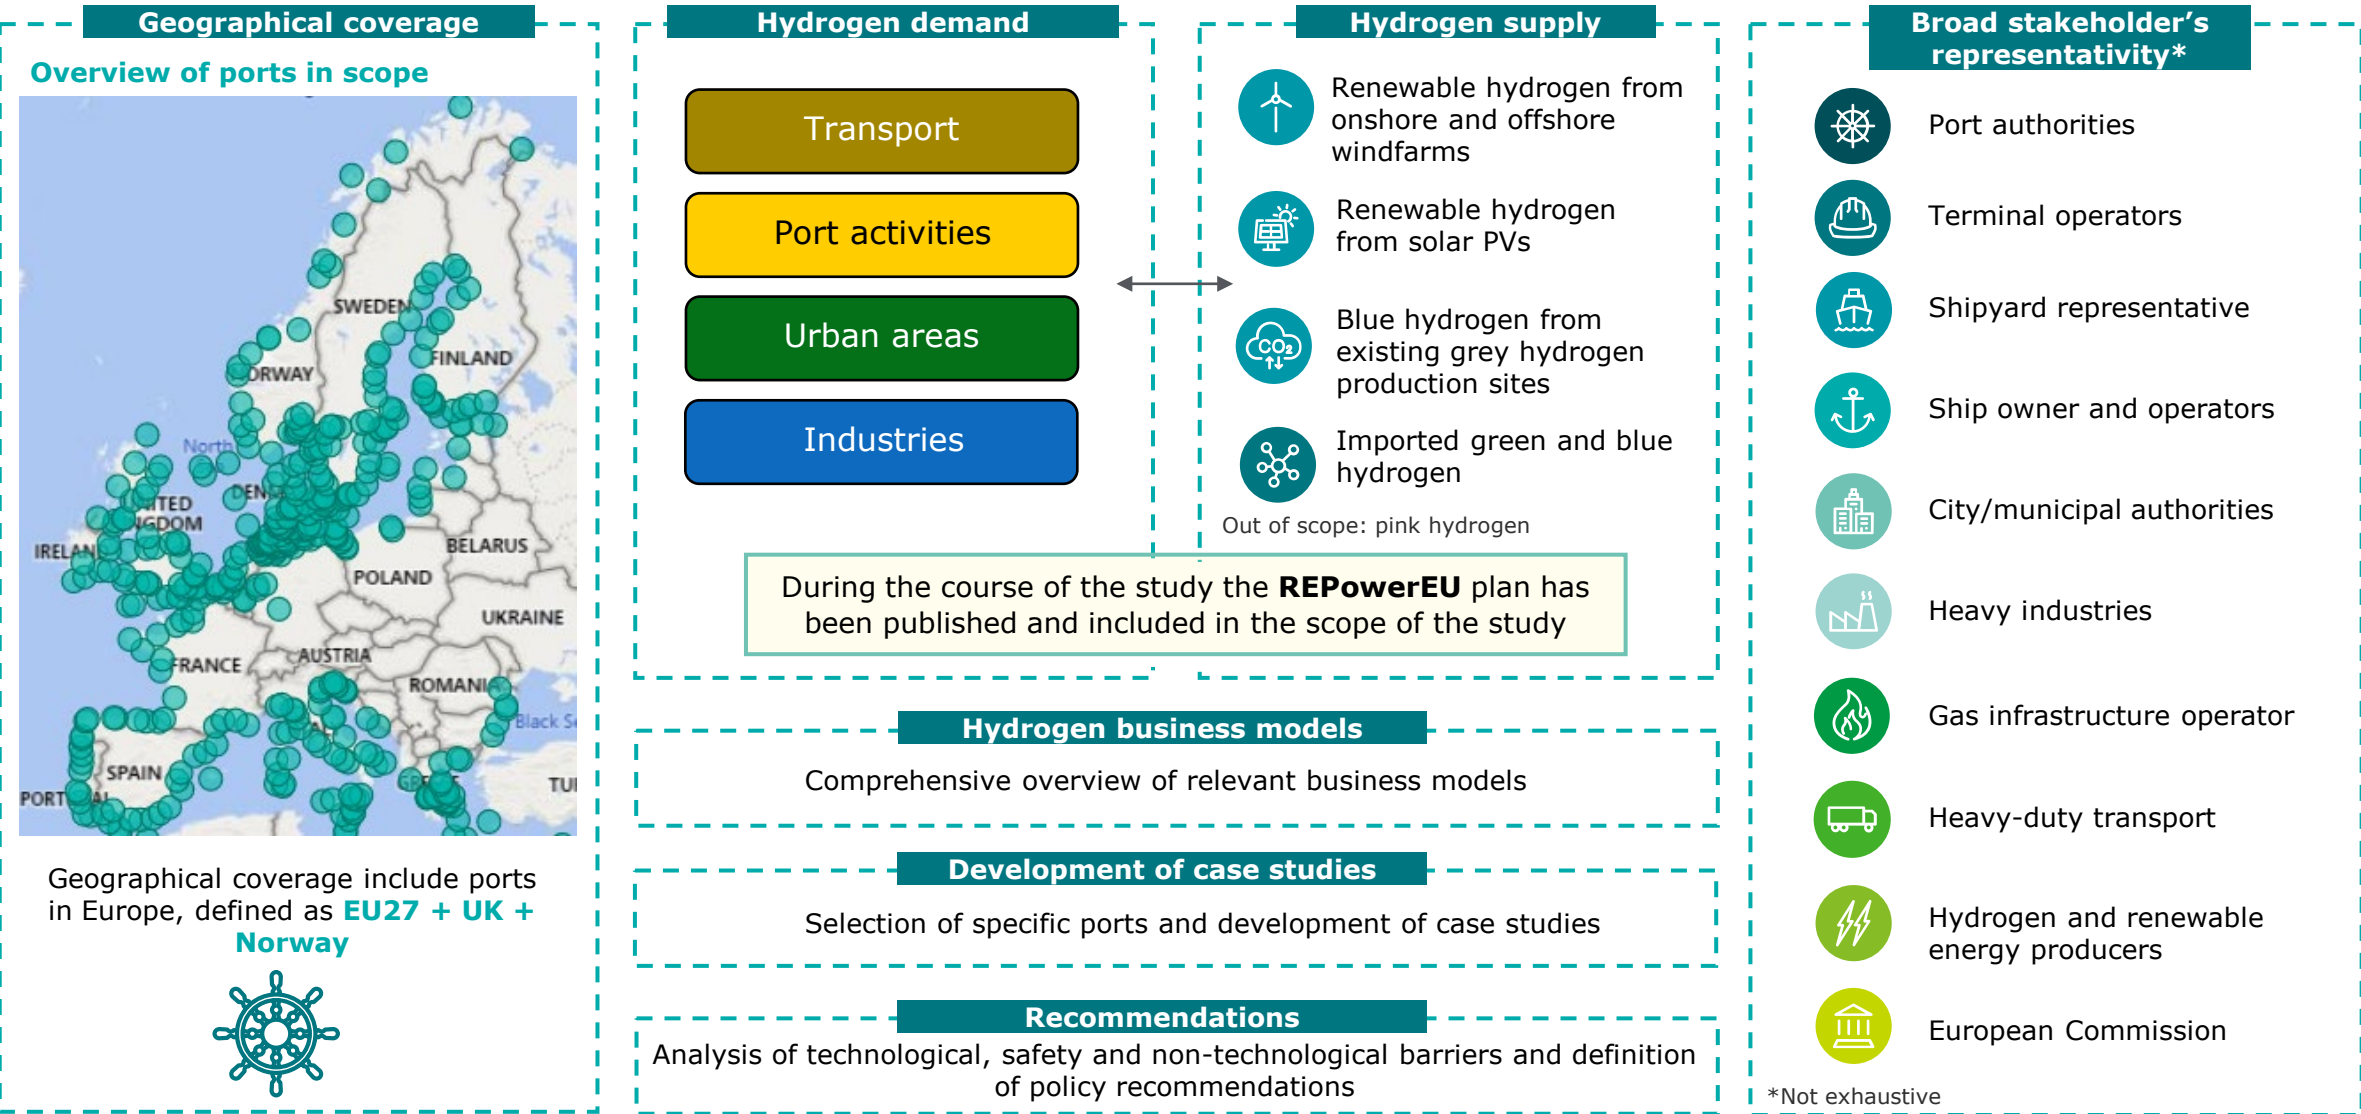 Geographical coverage
Overview of ports in scope
SWEDEN
FINLAND
ORWAY
North
DEN
ITED
NGDOM
IRELAN
BELARUS
POLAND
UKRAINE
FRANCE
AUSTRIA
ROMANI
Black Se
SPAIN
PORT
AL
TU
Geographical coverage include ports
in Europe, defined as EU27 + UK +
Norway
Hydrogen demand
Transport
Port activities
Urban areas
Industries
Hydrogen supply
Renewable hydrogen from
onshore and offshore
windfarms
Renewable hydrogen
from solar PVs
CO₂
Blue hydrogen from
existing grey hydrogen
production sites
Imported green and blue
hydrogen
Out of scope: pink hydrogen
During the course of the study the REPowerEU plan has
been published and included in the scope of the study
Hydrogen business models
Comprehensive overview of relevant business models
Development of case studies
Selection of specific ports and development of case studies
Recommendations
Analysis of technological, safety and non-technological barriers and definition
of policy recommendations
Broad stakeholder’s
representativity*
Port authorities
Terminal operators
Shipyard representative
Ship owner and operators
City/municipal authorities
Heavy industries
Gas infrastructure operator
Heavy-duty transport
Hydrogen and renewable
energy producers
European Commission
*Not exhaustive